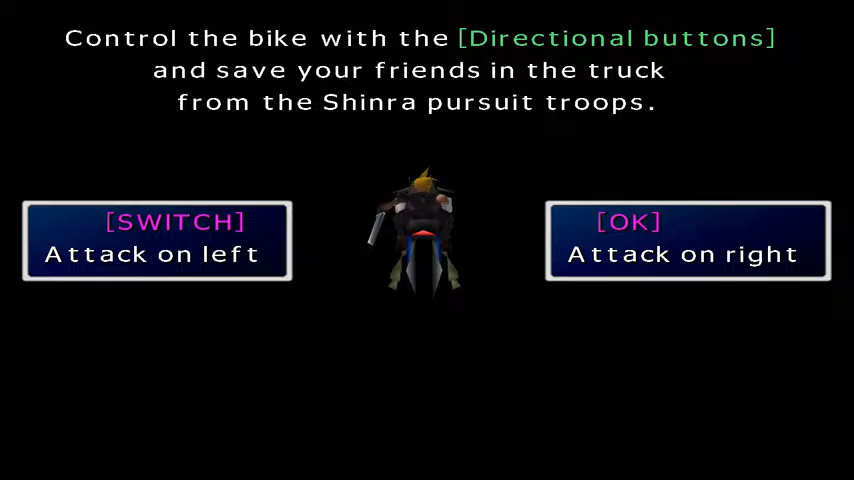 Control the bike with the [Directional buttons]
and save your friends in the truck
from the Shinra pursuit troops.
[SWITCH]
Attack on left
[OK]
Attack on right